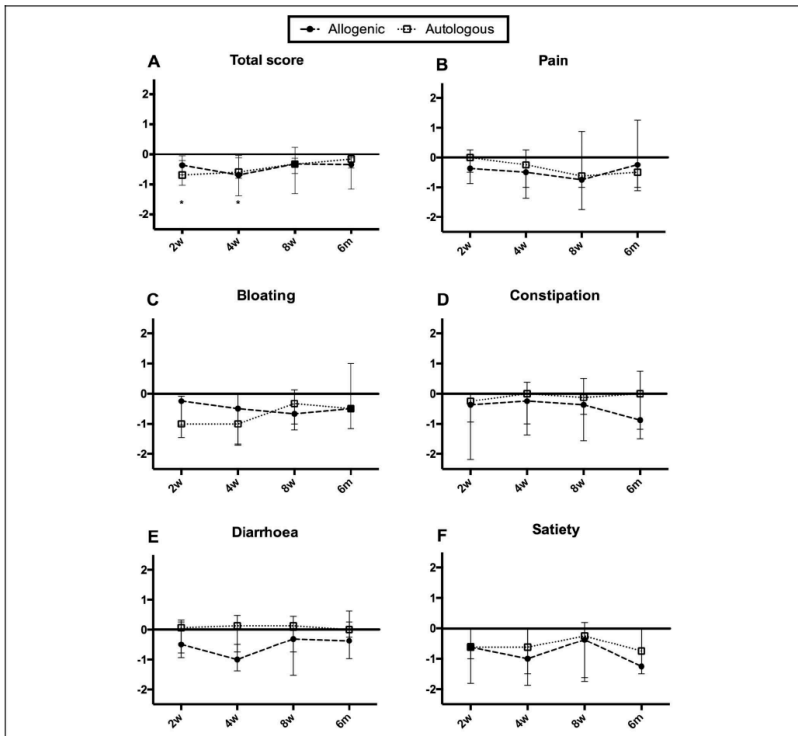 Allogenic Autologous
A Total score
2
1
0
-1
-2
* *
2w 4w 8w 6m
B Pain
2
1
0
-1
-2
2w 4w 8w 6m
C Bloating
2
1
0
-1
-2
2w 4w 8w 6m
D Constipation
2
1
0
-1
-2
2w 4w 8w 6m
E Diarrhoea
2
1
0
-1
-2
2w 4w 8w 6m
F Satiety
2
1
0
-1
-2
2w 4w 8w 6m